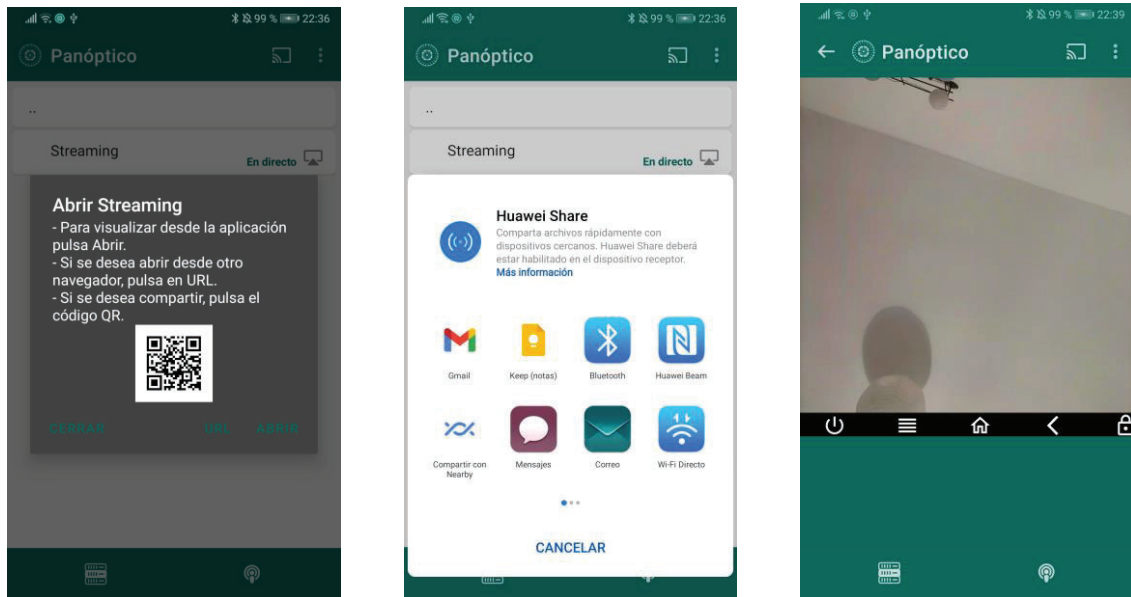 99 % 22:36
Panóptico
..
Streaming
En directo
Abrir Streaming
- Para visualizar desde la aplicación
pulsa Abrir.
- Si se desea abrir desde otro
navegador, pulsa en URL.
- Si se desea compartir, pulsa el
código QR.
CERRAR URL ABRIR
99 % 22:36
Panóptico
..
Streaming
En directo
Huawei Share
Comparta archivos rápidamente con
dispositivos cercanos. Huawei Share deberá
estar habilitado en el dispositivo receptor.
Más información
Gmail Keep (notas) Bluetooth Huawei Beam
Compartir con Mensajes Correo Wi-Fi Directo
Nearby
CANCELAR
99 % 22:39
Panóptico